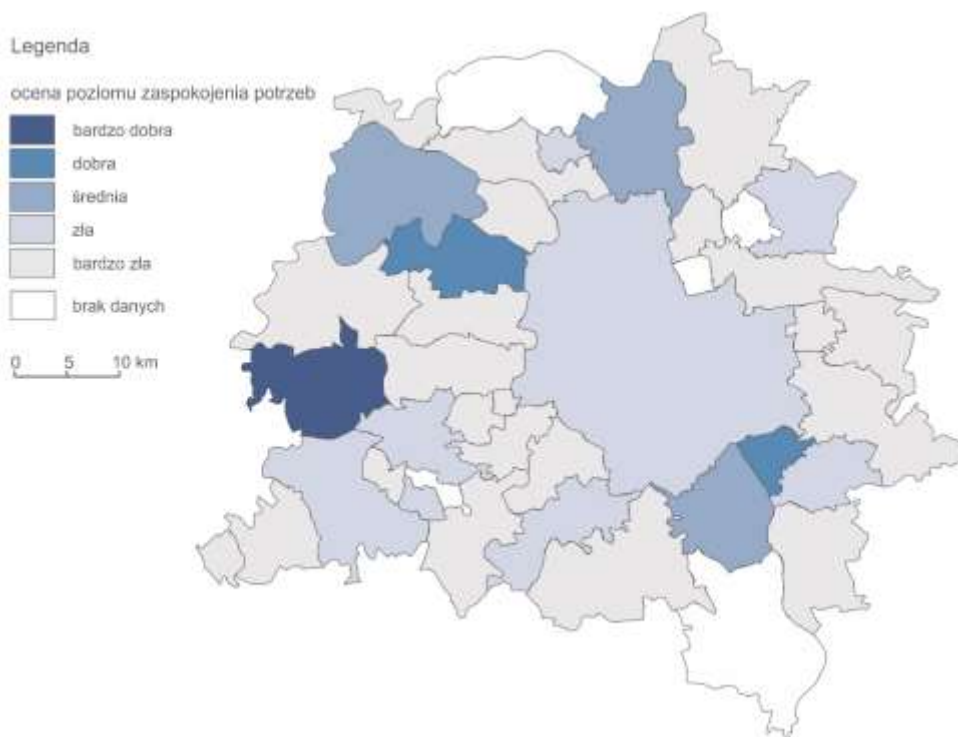 Legenda
ocena poziomu zaspokojenia potrzeb
bardzo dobra
dobra
średnia
zła
bardzo zła
brak danych
0 5 10 km